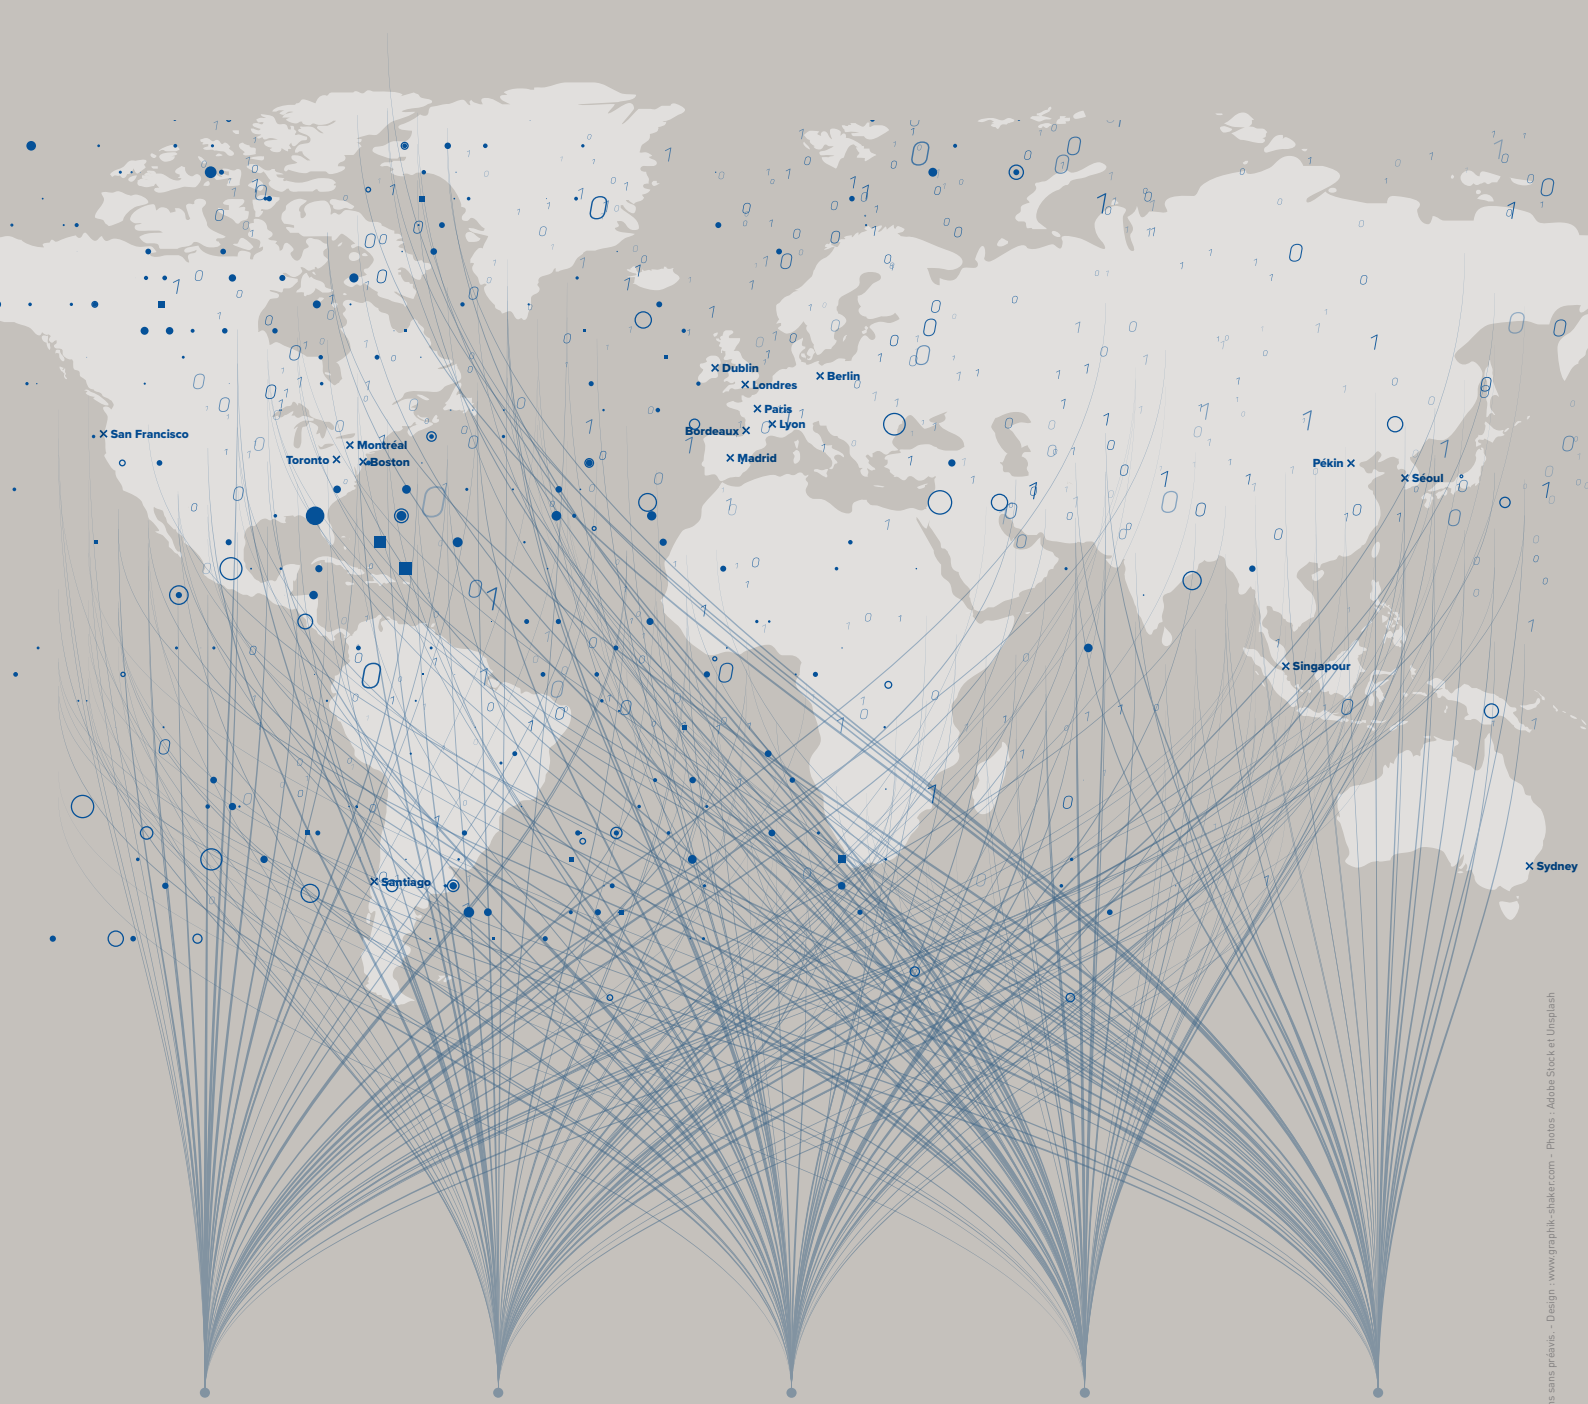 Dublin
Berlin
Londres
Paris
Lyon
Bordeaux
San Francisco
Montréal
Madrid
Toronto
Boston
Pékin
Séoul
Singapour
Sydney
Santiago
sans préavis. - Design : www.graphik-shaker.com - Photos : Adobe Stock et Unsplash